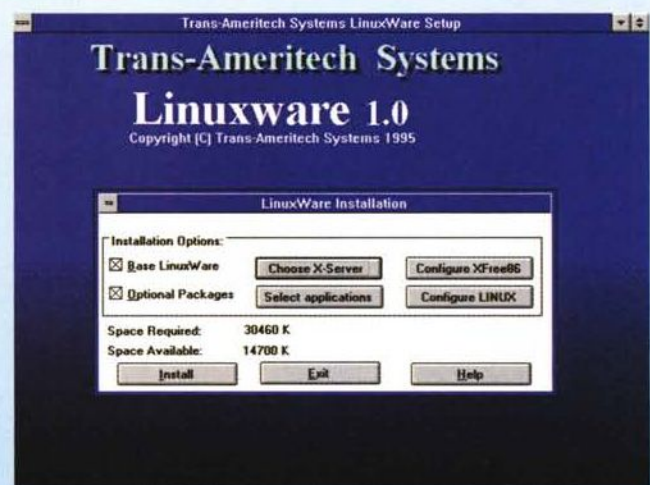 Trans-Ameritech Systems LinuxWare Setup
Trans-Ameritech Systems
Linuxware 1.0
Copyright [C] Trans-Ameritech Systems 1995
LinuxWare Installation
Installation Options:
Base LinuxWare
Choose X-Server
Configure XFree86
Optional Packages
Select applications
Configure LINUX
Space Required: 30460 K
Space Available: 14700 K
Install
Exit
Help